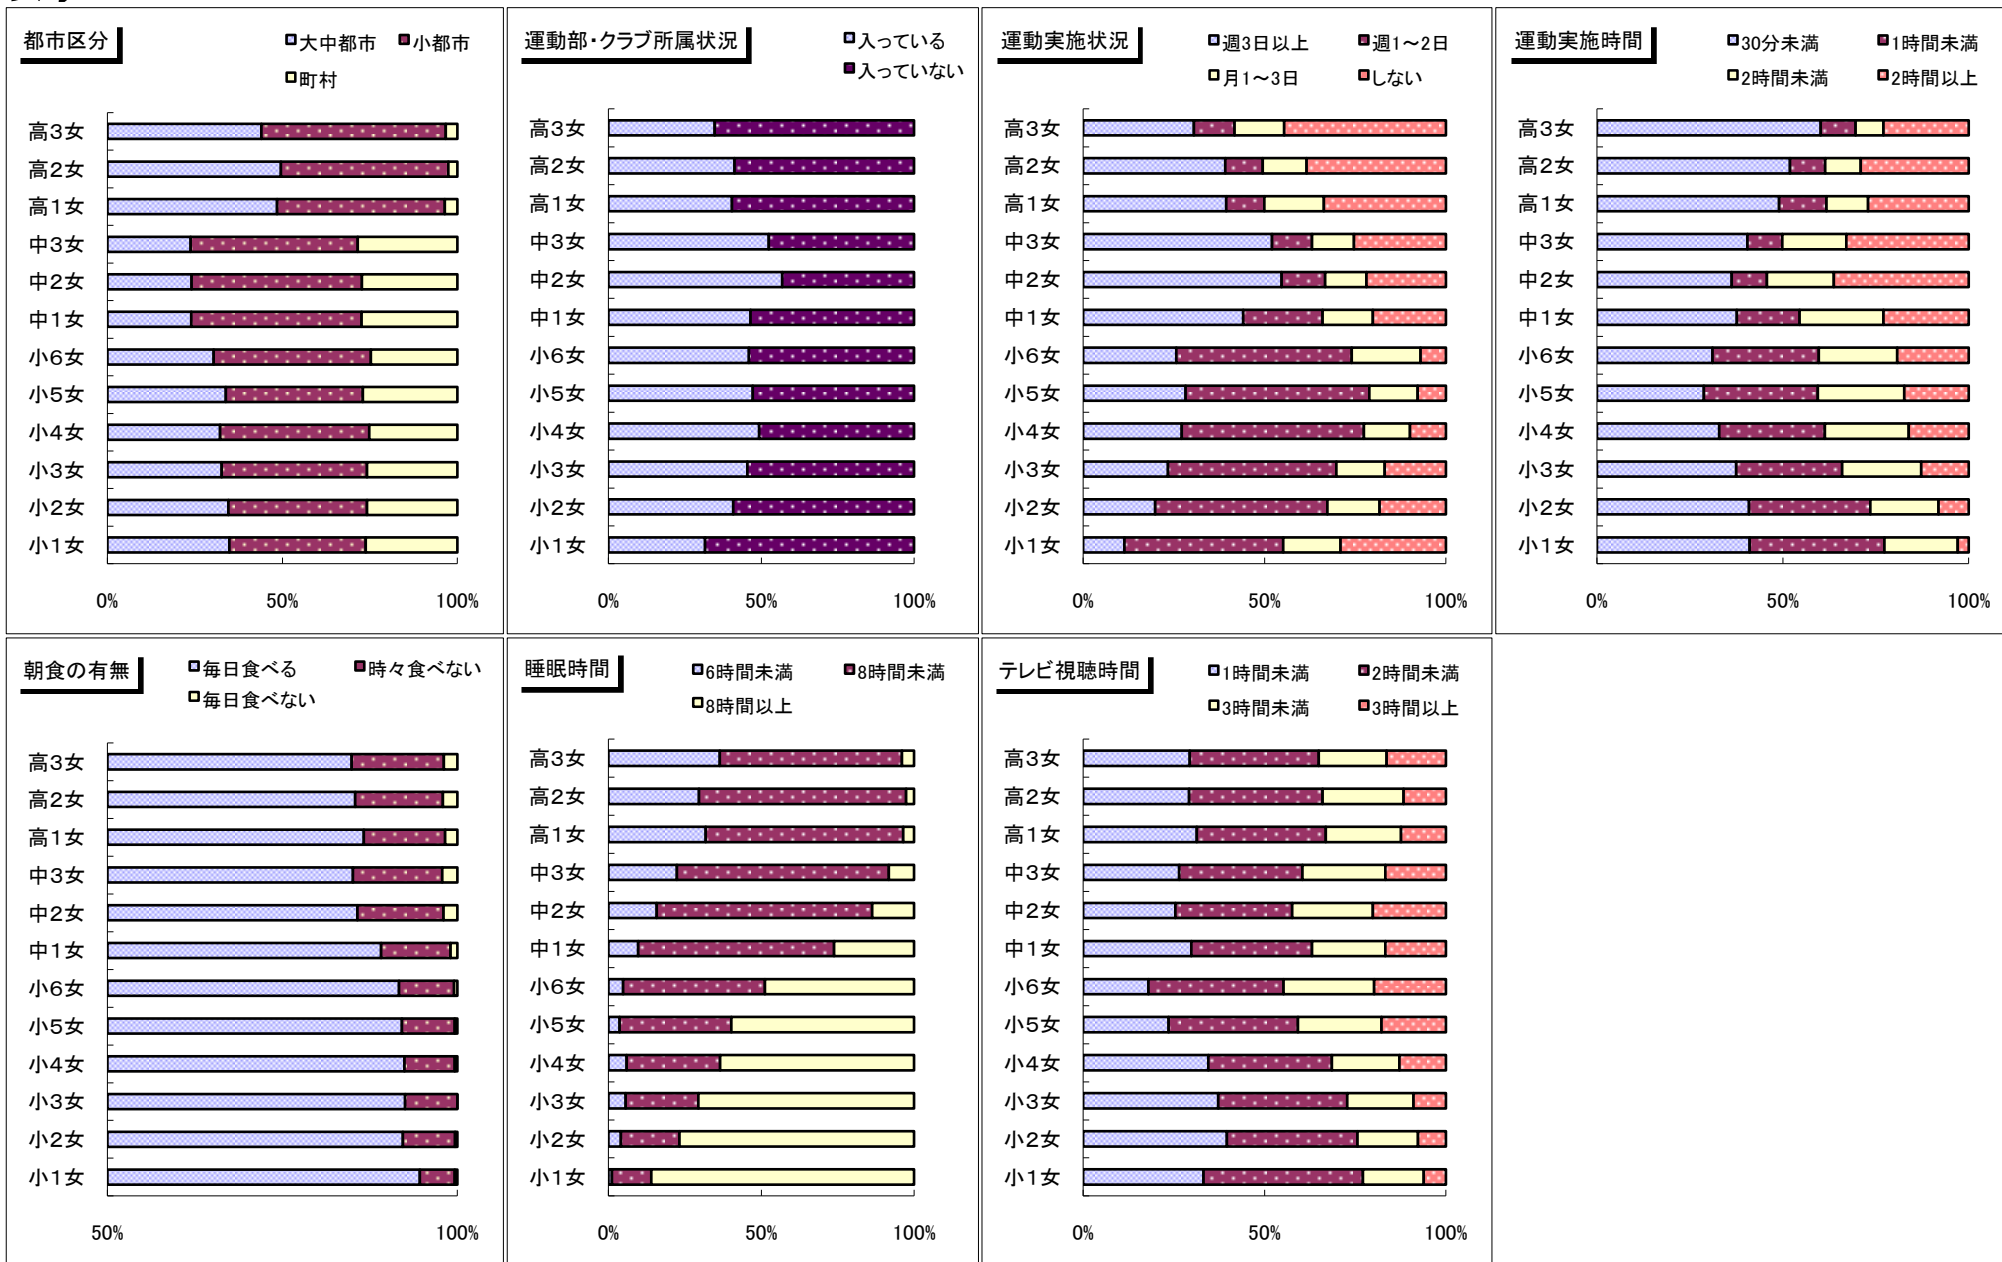 都市区分
大中都市 小都市
町村
高3女
高2女
高1女
中3女
中2女
中1女
小6女
小5女
小4女
小3女
小2女
小1女
0% 50% 100%
運動部・クラブ所属状況
入っている
入っていない
高3女
高2女
高1女
中3女
中2女
中1女
小6女
小5女
小4女
小3女
小2女
小1女
0% 50% 100%
運動実施状況
週3日以上 週1～2日
月1～3日 しない
高3女
高2女
高1女
中3女
中2女
中1女
小6女
小5女
小4女
小3女
小2女
小1女
0% 50% 100%
運動実施時間
30分未満 1時間未満
2時間未満 2時間以上
高3女
高2女
高1女
中3女
中2女
中1女
小6女
小5女
小4女
小3女
小2女
小1女
0% 50% 100%
朝食の有無
毎日食べる 時々食べない
毎日食べない
高3女
高2女
高1女
中3女
中2女
中1女
小6女
小5女
小4女
小3女
小2女
小1女
50% 100%
睡眠時間
6時間未満 8時間未満
8時間以上
高3女
高2女
高1女
中3女
中2女
中1女
小6女
小5女
小4女
小3女
小2女
小1女
0% 50% 100%
テレビ視聴時間
1時間未満 2時間未満
3時間未満 3時間以上
高3女
高2女
高1女
中3女
中2女
中1女
小6女
小5女
小4女
小3女
小2女
小1女
0% 50% 100%